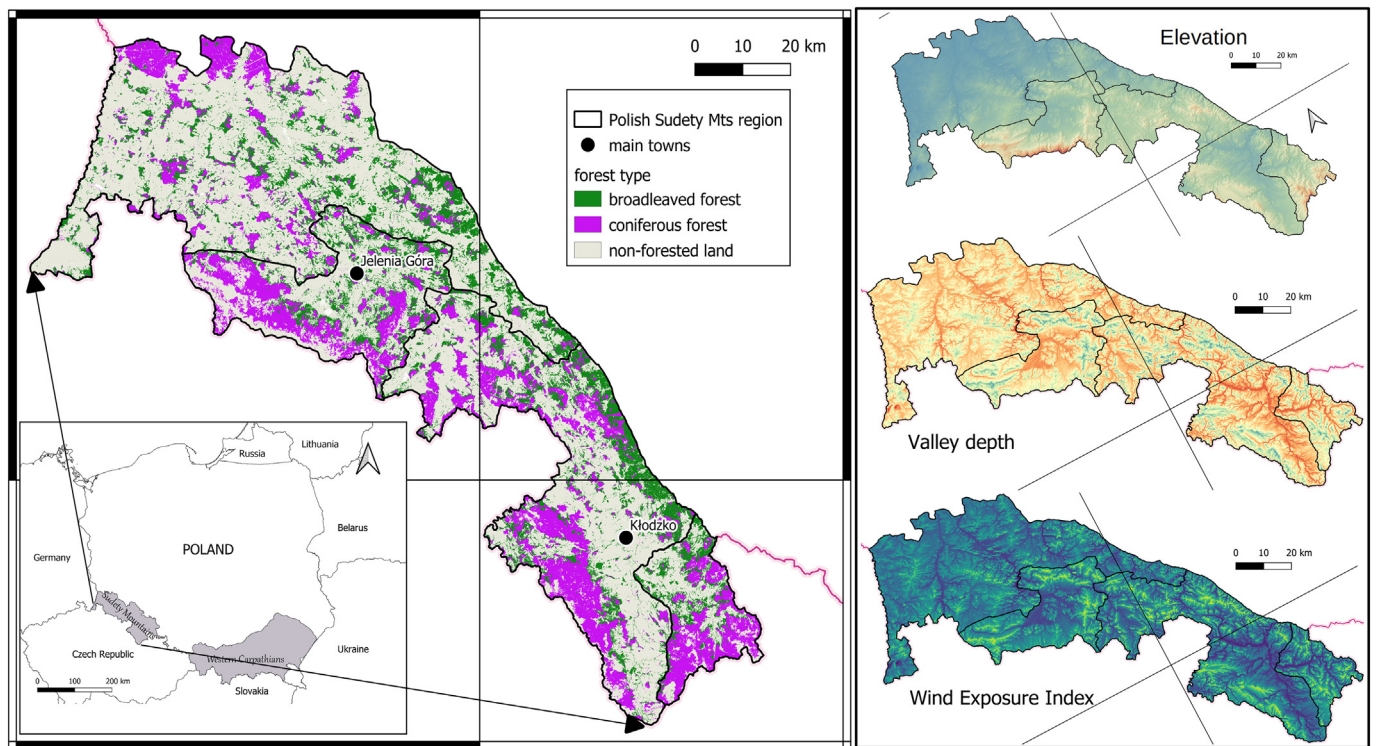 0 10 20 km
Polish Sudety Mts region
main towns
forest type
broadleaved forest
coniferous forest
non-forested land
Jelenia Góra
Kłodzko
Lithuania
Russia
Belarus
Germany
POLAND
Sudety Mountains
Czech Republic
Western Carpathians
Ukraine
Slovakia
0 100 200 km
Elevation
0 10 20 km
0 10 20 km
Valley depth
0 10 20 km
Wind Exposure Index